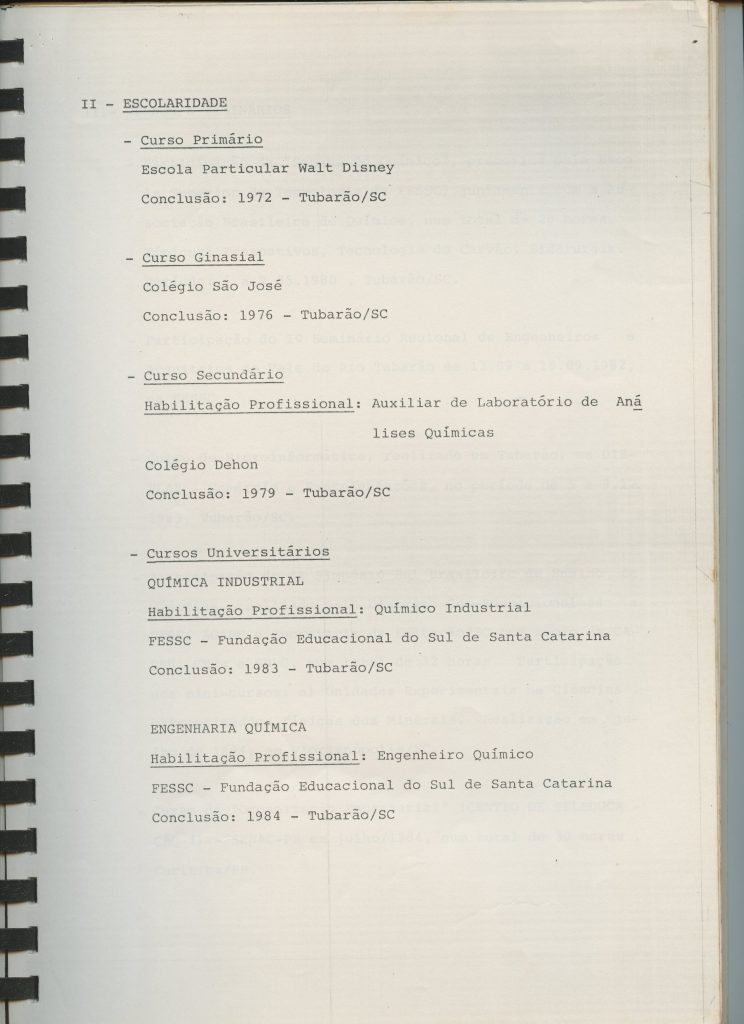 II - ESCOLARIDADE
- Curso Primário
Escola Particular Walt Disney
Conclusão: 1972 - Tubarão/SC
- Curso Ginasial
Colégio São José
Conclusão: 1976 - Tubarão/SC
- Curso Secundário
Habilitação Profissional: Auxiliar de Laboratório de Aná
lises Químicas
Colégio Dehon
Conclusão: 1979 - Tubarão/SC
- Cursos Universitários
QUÍMICA INDUSTRIAL
Habilitação Profissional: Químico Industrial
FESSC - Fundação Educacional do Sul de Santa Catarina
Conclusão: 1983 - Tubarão/SC
ENGENHARIA QUÍMICA
Habilitação Profissional: Engenheiro Químico
FESSC - Fundação Educacional do Sul de Santa Catarina
Conclusão: 1984 - Tubarão/SC